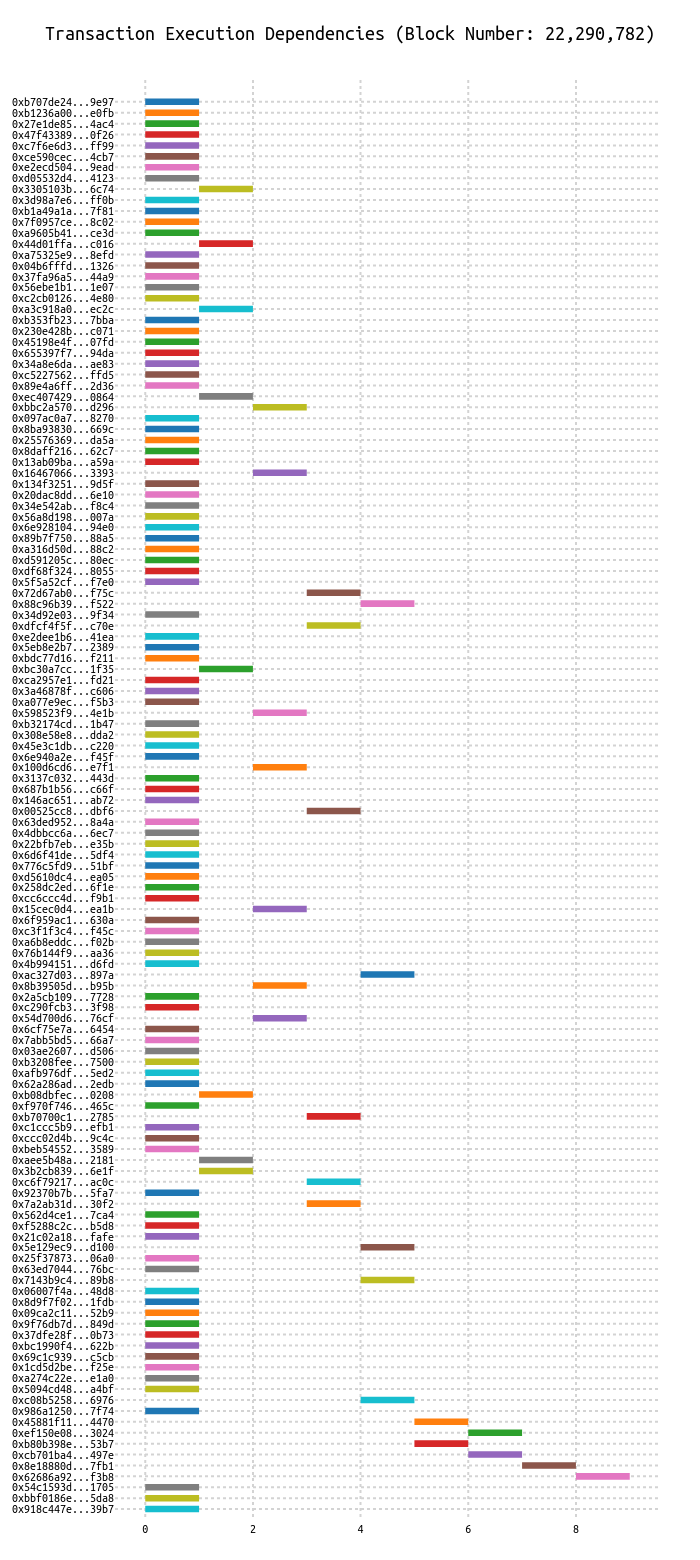 Transaction Execution Dependencies (Block Number: 22,290,782)
0xb707de24...9e97
0xb1236a00...e0fb
0x27e1de85...4ac4
0x47f43389...0f26
0xc7f6e6d3...ff99
0xce590cec...4cb7
0xe2ecd504...9ead
0xd05532d4...4123
0x3305103b...6c74
0x3d98a7e6...ff0b
0xb1a49a1a...7f81
0x7f0957ce...8c02
0xa9605b41...ce3d
0x44d01ffa...c016
0xa75325e9...8efd
0x04b6fffd...1326
0x37fa96a5...44a9
0x56ebe1b1...1e07
0xc2cb0126...4e80
0xa3c918a0...ec2c
0xb353fb23...7bba
0x230e428b...c071
0x45198e4f...07fd
0x655397f7...94da
0x34a8e6da...ae83
0xc5227562...ffd5
0x89e4a6ff...2d36
0xec407429...0864
0xbbc2a570...d296
0x097ac0a7...8270
0x8ba93830...669c
0x25576369...da5a
0x8daff216...62c7
0x13ab09ba...a59a
0x16467066...3393
0x134f3251...9d5f
0x20dac8dd...6e10
0x34e542ab...f8c4
0x56a8d198...007a
0x6e928104...94e0
0x89b7f750...88a5
0xa316d50d...88c2
0xd591205c...80ec
0xdf68f324...8055
0x5f5a52cf...f7e0
0x72d67ab0...f75c
0x88c96b39...f522
0x34d92e03...9f34
0xdfcf4f5f...c70e
0xe2dee1b6...41ea
0x5eb8e2b7...2389
0xbdc77d16...f211
0xbc30a7cc...1f35
0xca2957e1...fd21
0x3a46878f...c606
0xa077e9ec...f5b3
0x598523f9...4e1b
0xb32174cd...1b47
0x308e58e8...dda2
0x45e3c1db...c220
0x6e940a2e...f45f
0x100d6cd6...e7f1
0x3137c032...443d
0x687b1b56...c66f
0x146ac651...ab72
0x00525cc8...dbf6
0x63ded952...8a4a
0x4dbbcc6a...6ec7
0x22bfb7eb...e35b
0x6d6f41de...5df4
0x776c5fd9...51bf
0xd5610dc4...ea05
0x258dc2ed...6f1e
0xcc6ccc4d...f9b1
0x15cec0d4...ea1b
0x6f959ac1...630a
0xc3f1f3c4...f45c
0xa6b8eddc...f02b
0x76b144f9...aa36
0x4b994151...d6fd
0xac327d03...897a
0x8b39505d...b95b
0x2a5cb109...7728
0xc290fcb3...3f98
0x54d700d6...76cf
0x6cf75e7a...6454
0x7abb5bd5...66a7
0x03ae2607...d506
0xb3208fee...7500
0xafb976df...5ed2
0x62a286ad...2edb
0xb08dbfec...0208
0xf970f746...465c
0xb70700c1...2785
0xc1ccc5b9...efb1
0xccc02d4b...9c4c
0xbeb54552...3589
0xaee5b48a...2181
0x3b2cb839...6e1f
0xc6f79217...ac0c
0x92370b7b...5fa7
0x7a2ab31d...30f2
0x562d4ce1...7ca4
0xf5288c2c...b5d8
0x21c02a18...fafe
0x5e129ec9...d100
0x25f37873...06a0
0x63ed7044...76bc
0x7143b9c4...89b8
0x06007f4a...48d8
0x8d9f7f02...1fdb
0x09ca2c11...52b9
0x9f76db7d...849d
0x37dfe28f...0b73
0xbc1990f4...622b
0x69c1c939...c5cb
0x1cd5d2be...f25e
0xa274c22e...e1a0
0x5094cd48...a4bf
0xc08b5258...6976
0x986a1250...7f74
0x45881f11...4470
0xef150e08...3024
0xb80b398e...53b7
0xcb701ba4...497e
0x8e18880d...7fb1
0x62686a92...f3b8
0x54c1593d...1705
0xbbf0186e...5da8
0x918c447e...39b7
0 2 4 6 8